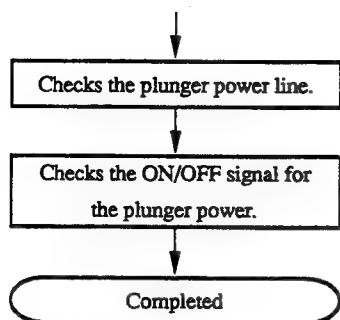 Checks the plunger power line.
Checks the ON/OFF signal for
the plunger power.
Completed